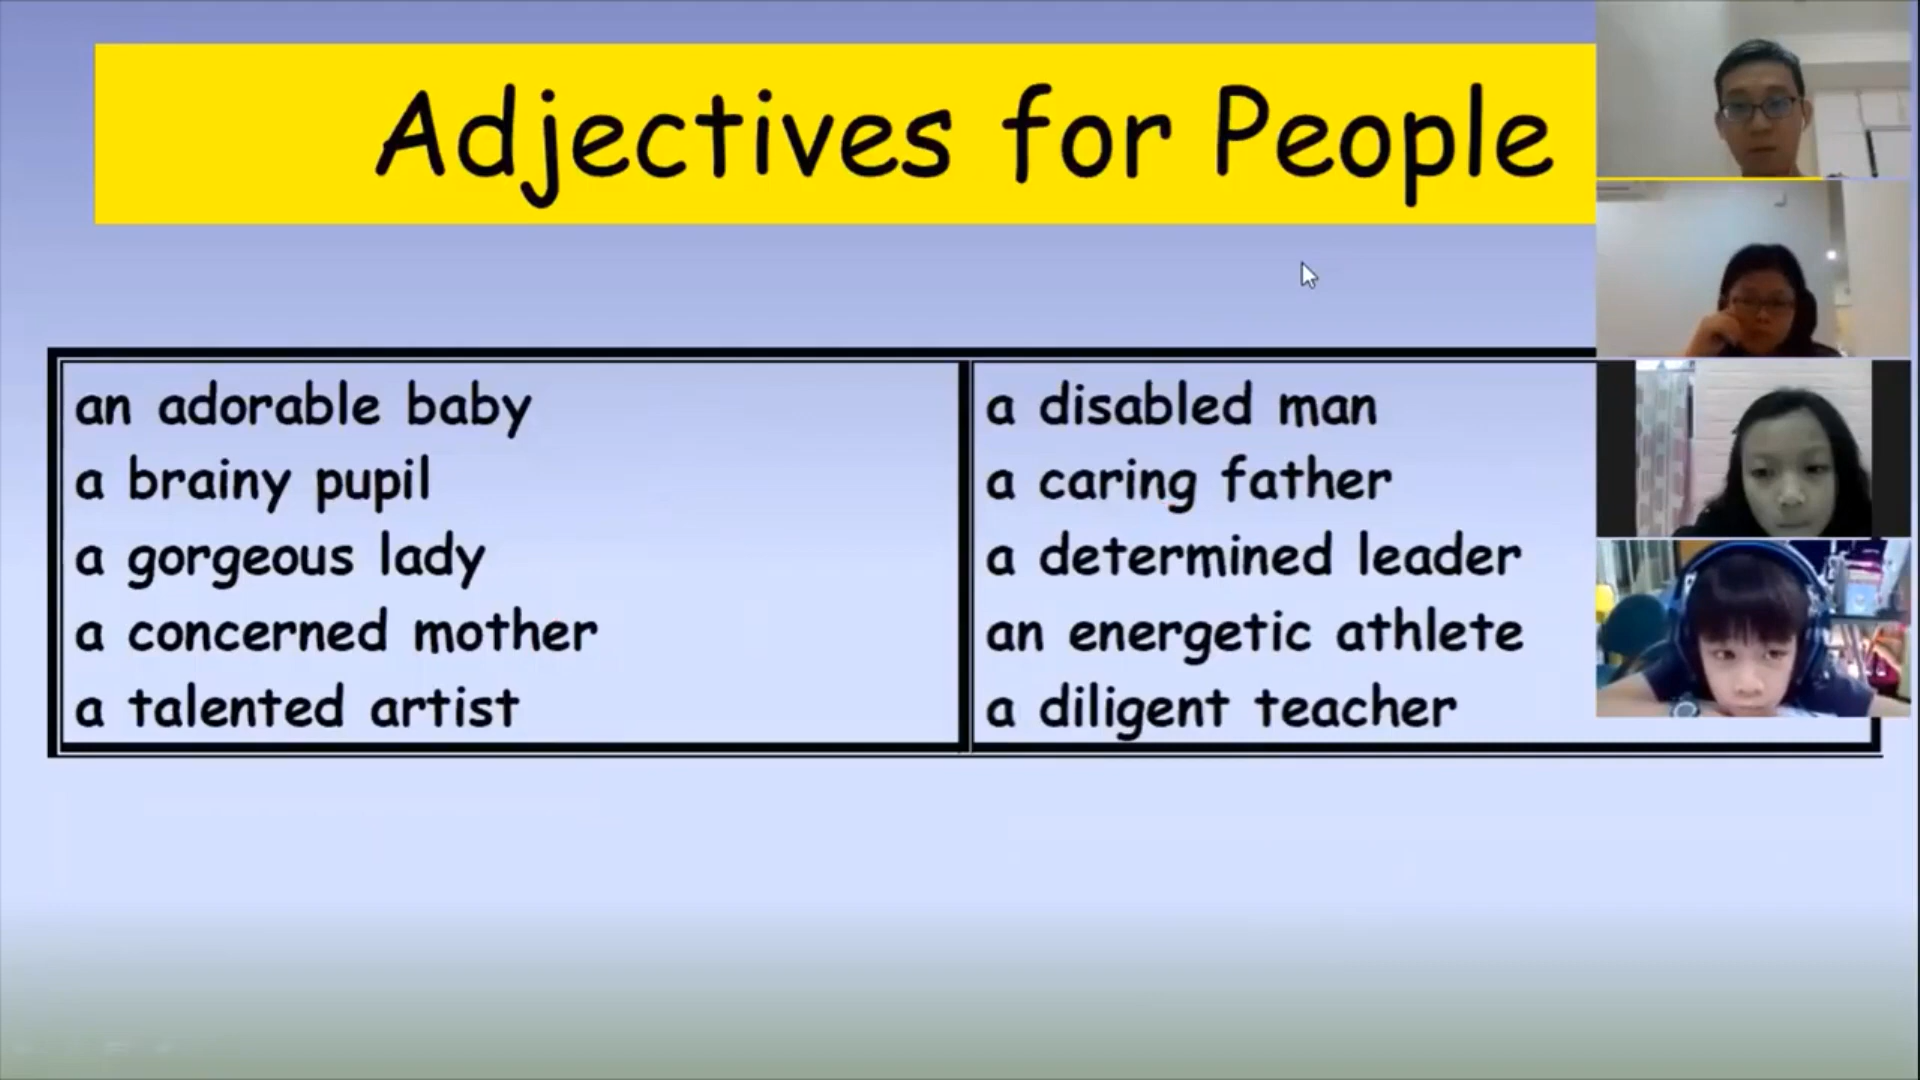 Adjectives for People
an adorable baby
a brainy pupil
a gorgeous lady
a concerned mother
a talented artist
a disabled man
a caring father
a determined leader
an energetic athlete
a diligent teacher